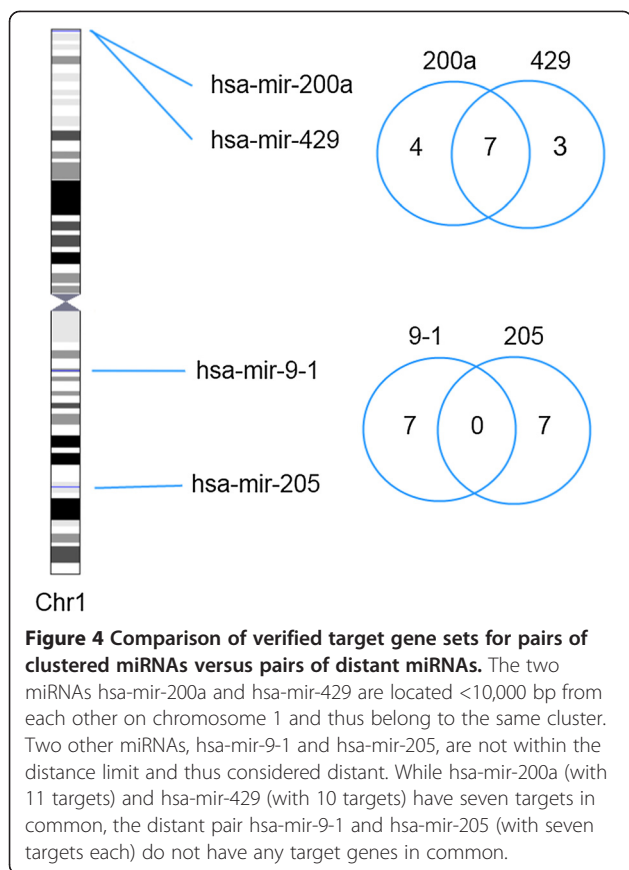 200a 429
hsa-mir-200a
hsa-mir-429
4 7 3
9-1 205
hsa-mir-9-1
7 0 7
hsa-mir-205
Chr1
Figure 4 Comparison of verified target gene sets for pairs of
clustered miRNAs versus pairs of distant miRNAs. The two
miRNAs hsa-mir-200a and hsa-mir-429 are located <10,000 bp from
each other on chromosome 1 and thus belong to the same cluster.
Two other miRNAs, hsa-mir-9-1 and hsa-mir-205, are not within the
distance limit and thus considered distant. While hsa-mir-200a (with
11 targets) and hsa-mir-429 (with 10 targets) have seven targets in
common, the distant pair hsa-mir-9-1 and hsa-mir-205 (with seven
targets each) do not have any target genes in common.